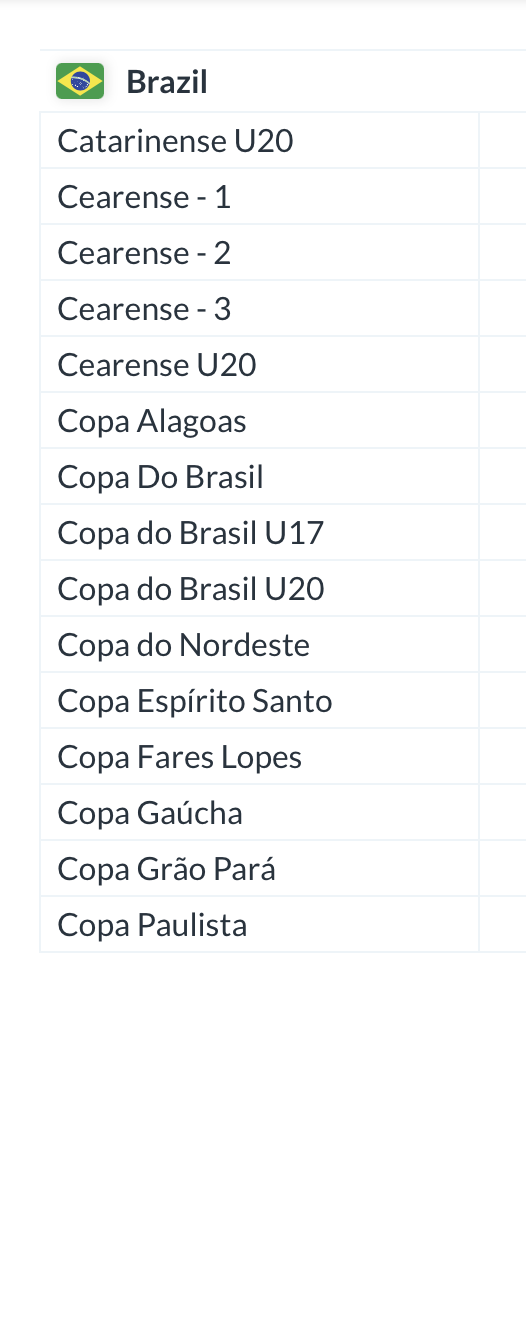 Brazil
Catarinense U20
Cearense - 1
Cearense - 2
Cearense - 3
Cearense U20
Copa Alagoas
Copa Do Brasil
Copa do Brasil U17
Copa do Brasil U20
Copa do Nordeste
Copa Espírito Santo
Copa Fares Lopes
Copa Gaúcha
Copa Grão Pará
Copa Paulista